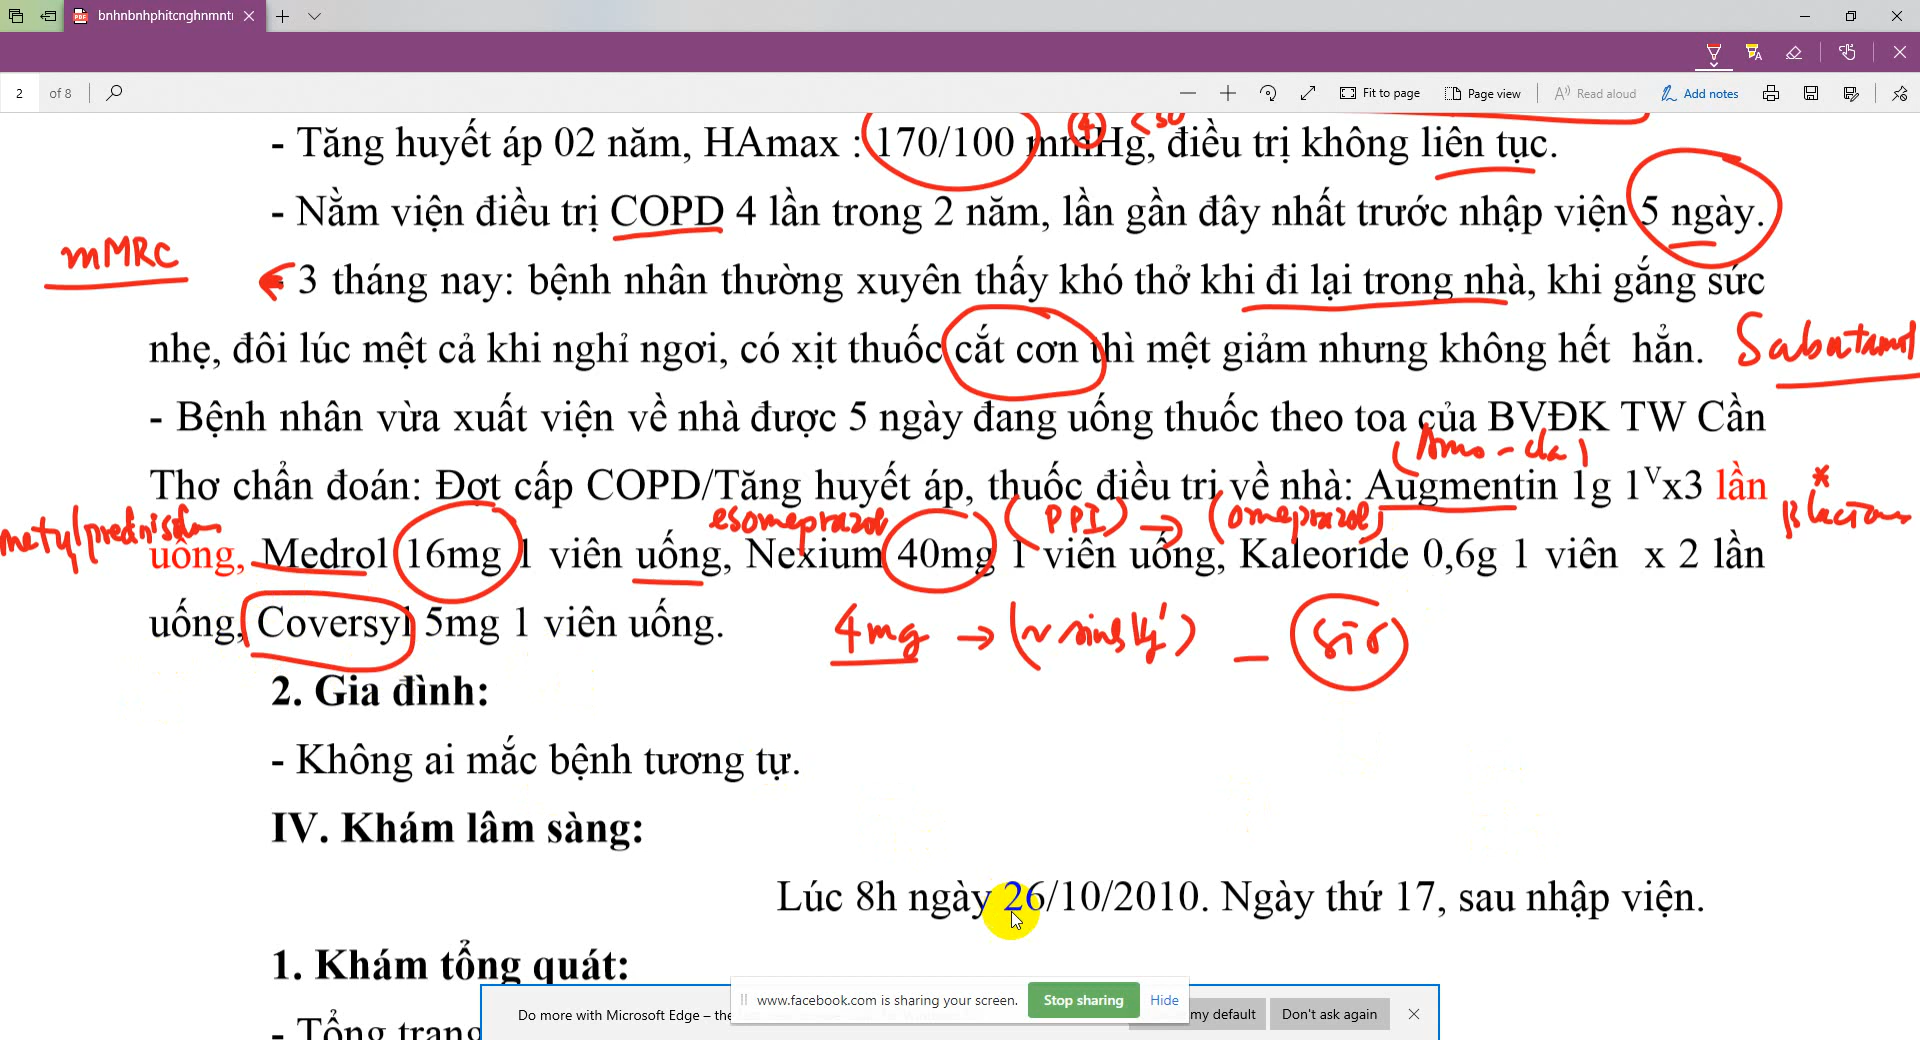 bnhnbnhphitcnghnmnt
2 of 8
Fit to page
Page view
Read aloud
Add notes
- Tăng huyết áp 02 năm, HAmax : 170/100 mmHg, điều trị không liên tục.
4
- Nằm viện điều trị COPD 4 lần trong 2 năm, lần gần đây nhất trước nhập viện 5 ngày.
mMRC
3 tháng nay: bệnh nhân thường xuyên thấy khó thở khi đi lại trong nhà, khi gắng sức
nhẹ, đôi lúc mệt cả khi nghỉ ngơi, có xịt thuốc cắt cơn thì mệt giảm nhưng không hết hẳn.
Sabutamol
- Bệnh nhân vừa xuất viện về nhà được 5 ngày đang uống thuốc theo toa của BVĐK TW Cần
(Amo-cla)
Thơ chẩn đoán: Đợt cấp COPD/Tăng huyết áp, thuốc điều trị về nhà: Augmentin 1g 1Vx3 lần
metylprednisolon
esomeprazol (PPI) → (omeprazol)
* β lactam
uống, Medrol 16mg 1 viên uống, Nexium 40mg 1 viên uống, Kaleoride 0,6g 1 viên x 2 lần
uống, Coversyl 5mg 1 viên uống.
4mg → (~ sinh lý) –
2. Gia đình:
- Không ai mắc bệnh tương tự.
IV. Khám lâm sàng:
Lúc 8h ngày 26/10/2010. Ngày thứ 17, sau nhập viện.
1. Khám tổng quát:
- Tổng trạng
Do more with Microsoft Edge – the
www.facebook.com is sharing your screen.
Stop sharing
Hide
my default
Don't ask again